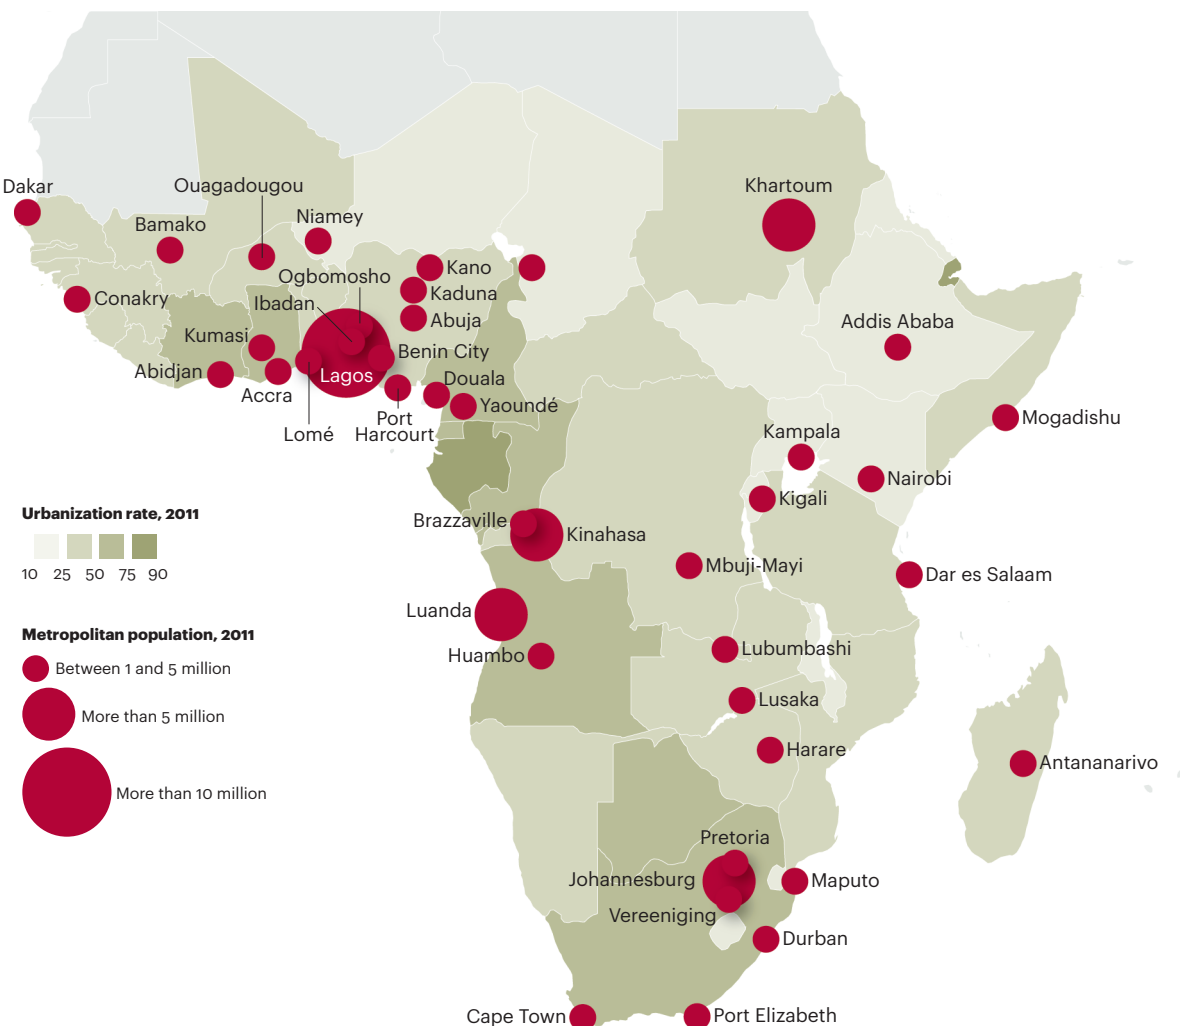 Dakar
Ouagadougou
Khartoum
Niamey
Bamako
Kano
Ogbomosho
Kaduna
Conakry
Ibadan
Abuja
Addis Ababa
Kumasi
Benin City
Abidjan
Lagos
Douala
Accra
Yaoundé
Port
Harcourt
Lomé
Mogadishu
Kampala
Nairobi
Kigali
Urbanization rate, 2011
10 25 50 75 90
Brazzaville
Kinahasa
Mbuji-Mayi
Dar es Salaam
Luanda
Metropolitan population, 2011
Between 1 and 5 million
More than 5 million
More than 10 million
Huambo
Lubumbashi
Lusaka
Harare
Antananarivo
Pretoria
Johannesburg
Maputo
Vereeniging
Durban
Cape Town
Port Elizabeth